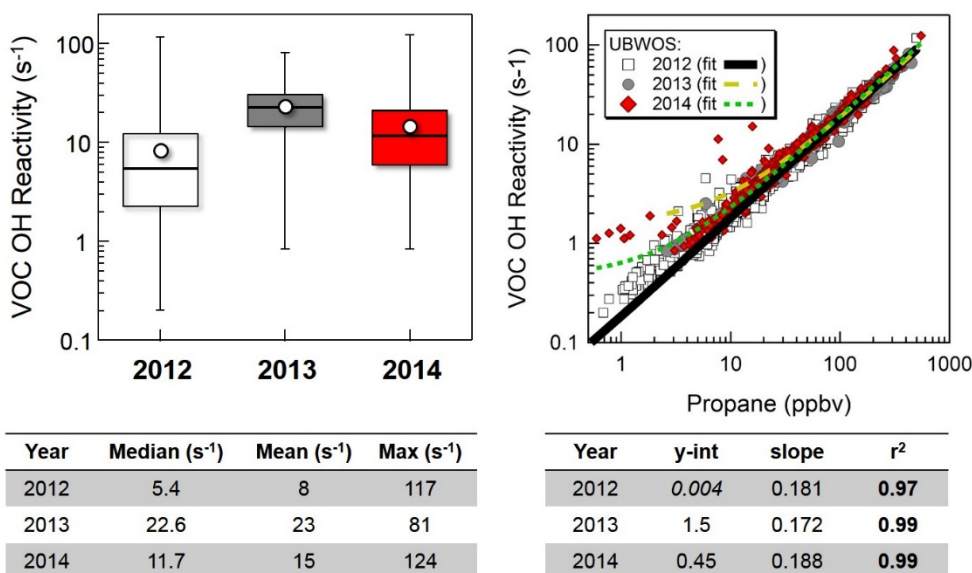 VOC OH Reactivity (s-1)
100
10
1
0.1
2012 2013 2014
VOC OH Reactivity (s-1)
100
10
1
0.1
UBWOS:
2012 (fit )
2013 (fit )
2014 (fit )
1 10 100 1000
Propane (ppbv)
Year Median (s-1) Mean (s-1) Max (s-1)
2012 5.4 8 117
2013 22.6 23 81
2014 11.7 15 124
Year y-int slope r2
2012 0.004 0.181 0.97
2013 1.5 0.172 0.99
2014 0.45 0.188 0.99